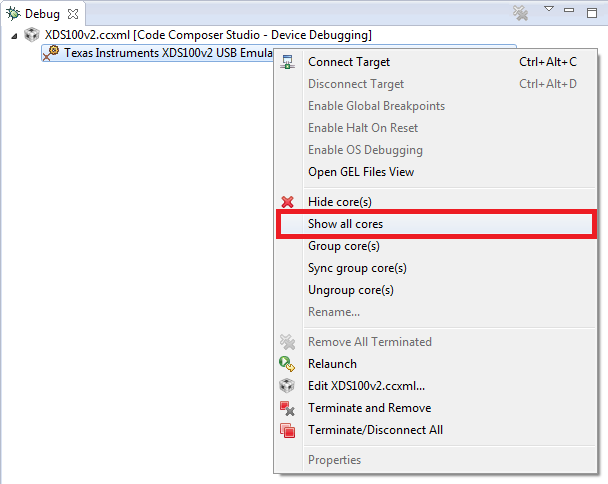 Debug
XDS100v2.ccxml [Code Composer Studio - Device Debugging]
Texas Instruments XDS100v2 USB Emula
Connect Target Ctrl+Alt+C
Disconnect Target Ctrl+Alt+D
Enable Global Breakpoints
Enable Halt On Reset
Enable OS Debugging
Open GEL Files View
Hide core(s)
Show all cores
Group core(s)
Sync group core(s)
Ungroup core(s)
Rename...
Remove All Terminated
Relaunch
Edit XDS100v2.ccxml...
Terminate and Remove
Terminate/Disconnect All
Properties